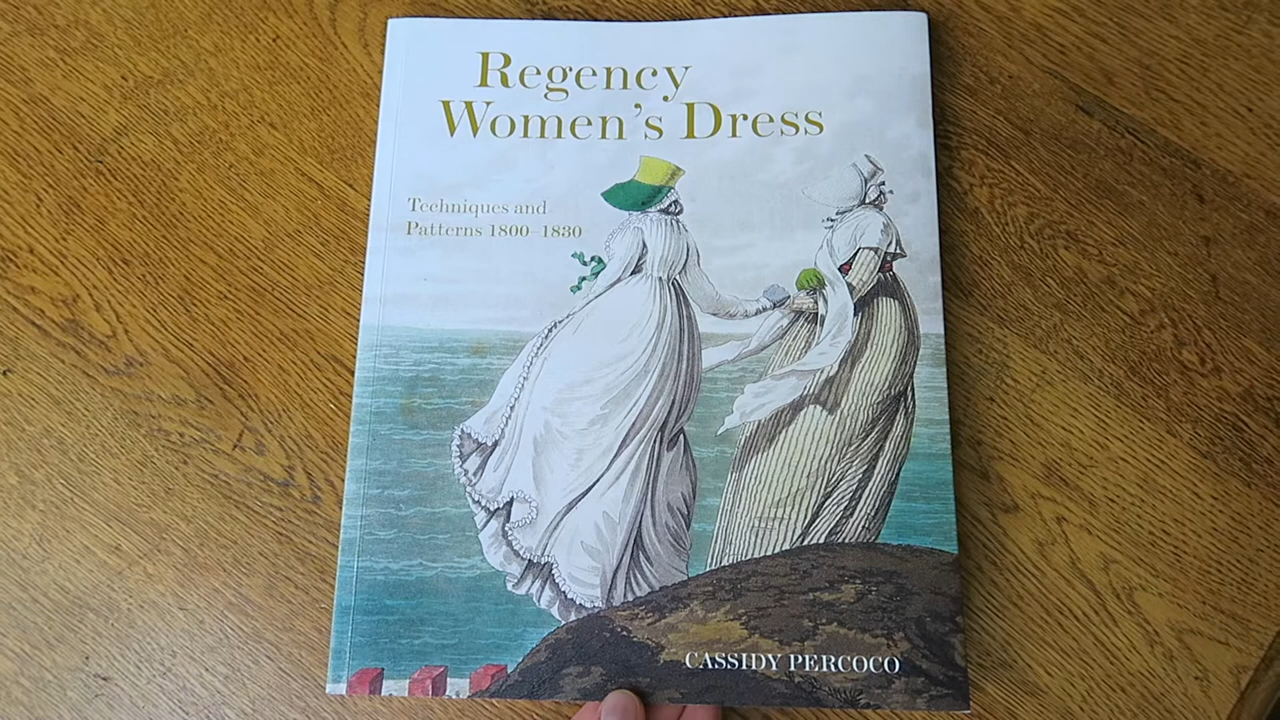 Regency
Women's Dress
Techniques and
Patterns 1800–1830
CASSIDY PERCOCO